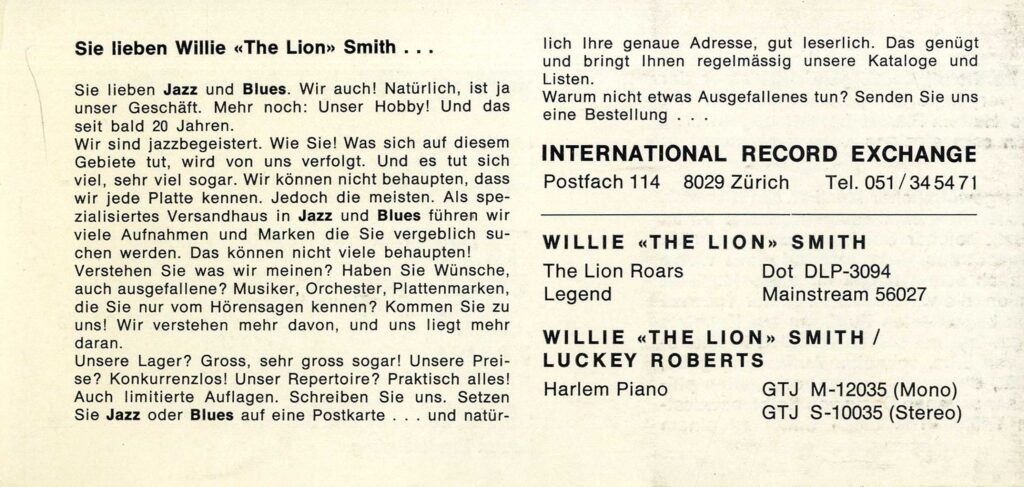 Sie lieben Willie «The Lion» Smith . . .
Sie lieben Jazz und Blues. Wir auch! Natürlich, ist ja
unser Geschäft. Mehr noch: Unser Hobby! Und das
seit bald 20 Jahren.
Wir sind jazzbegeistert. Wie Sie! Was sich auf diesem
Gebiete tut, wird von uns verfolgt. Und es tut sich
viel, sehr viel sogar. Wir können nicht behaupten, dass
wir jede Platte kennen. Jedoch die meisten. Als spe-
zialisiertes Versandhaus in Jazz und Blues führen wir
viele Aufnahmen und Marken die Sie vergeblich su-
chen werden. Das können nicht viele behaupten!
Verstehen Sie was wir meinen? Haben Sie Wünsche,
auch ausgefallene? Musiker, Orchester, Plattenmarken,
die Sie nur vom Hörensagen kennen? Kommen Sie zu
uns! Wir verstehen mehr davon, und uns liegt mehr
daran.
Unsere Lager? Gross, sehr gross sogar! Unsere Prei-
se? Konkurrenzlos! Unser Repertoire? Praktisch alles!
Auch limitierte Auflagen. Schreiben Sie uns. Setzen
Sie Jazz oder Blues auf eine Postkarte . . . und natür-
lich Ihre genaue Adresse, gut leserlich. Das genügt
und bringt Ihnen regelmässig unsere Kataloge und
Listen.
Warum nicht etwas Ausgefallenes tun? Senden Sie uns
eine Bestellung . . .
INTERNATIONAL RECORD EXCHANGE
Postfach 114 8029 Zürich Tel. 051/34 54 71
WILLIE «THE LION» SMITH
The Lion Roars Dot DLP-3094
Legend Mainstream 56027
WILLIE «THE LION» SMITH /
LUCKEY ROBERTS
Harlem Piano GTJ M-12035 (Mono)
GTJ S-10035 (Stereo)